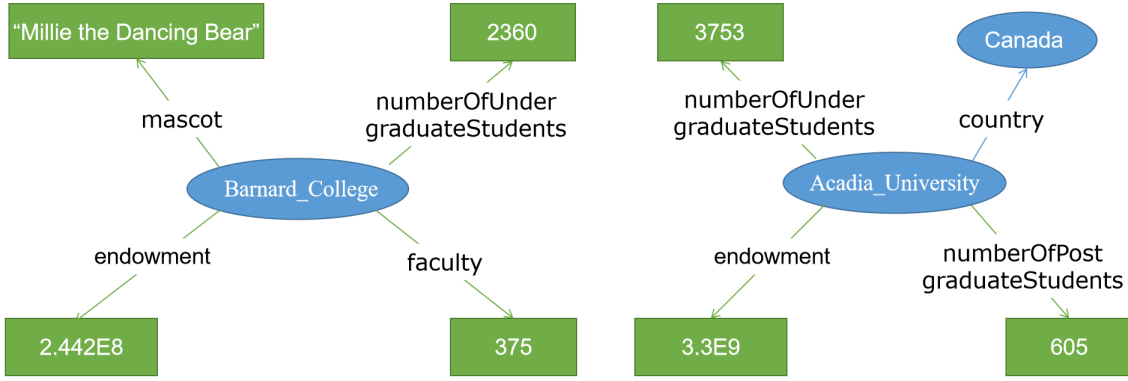 “Millie the Dancing Bear”
2360
3753
Canada
mascot
numberOfUnder
graduateStudents
numberOfUnder
graduateStudents
country
Barnard_College
Acadia_University
endowment
faculty
endowment
numberOfPost
graduateStudents
2.442E8
375
3.3E9
605